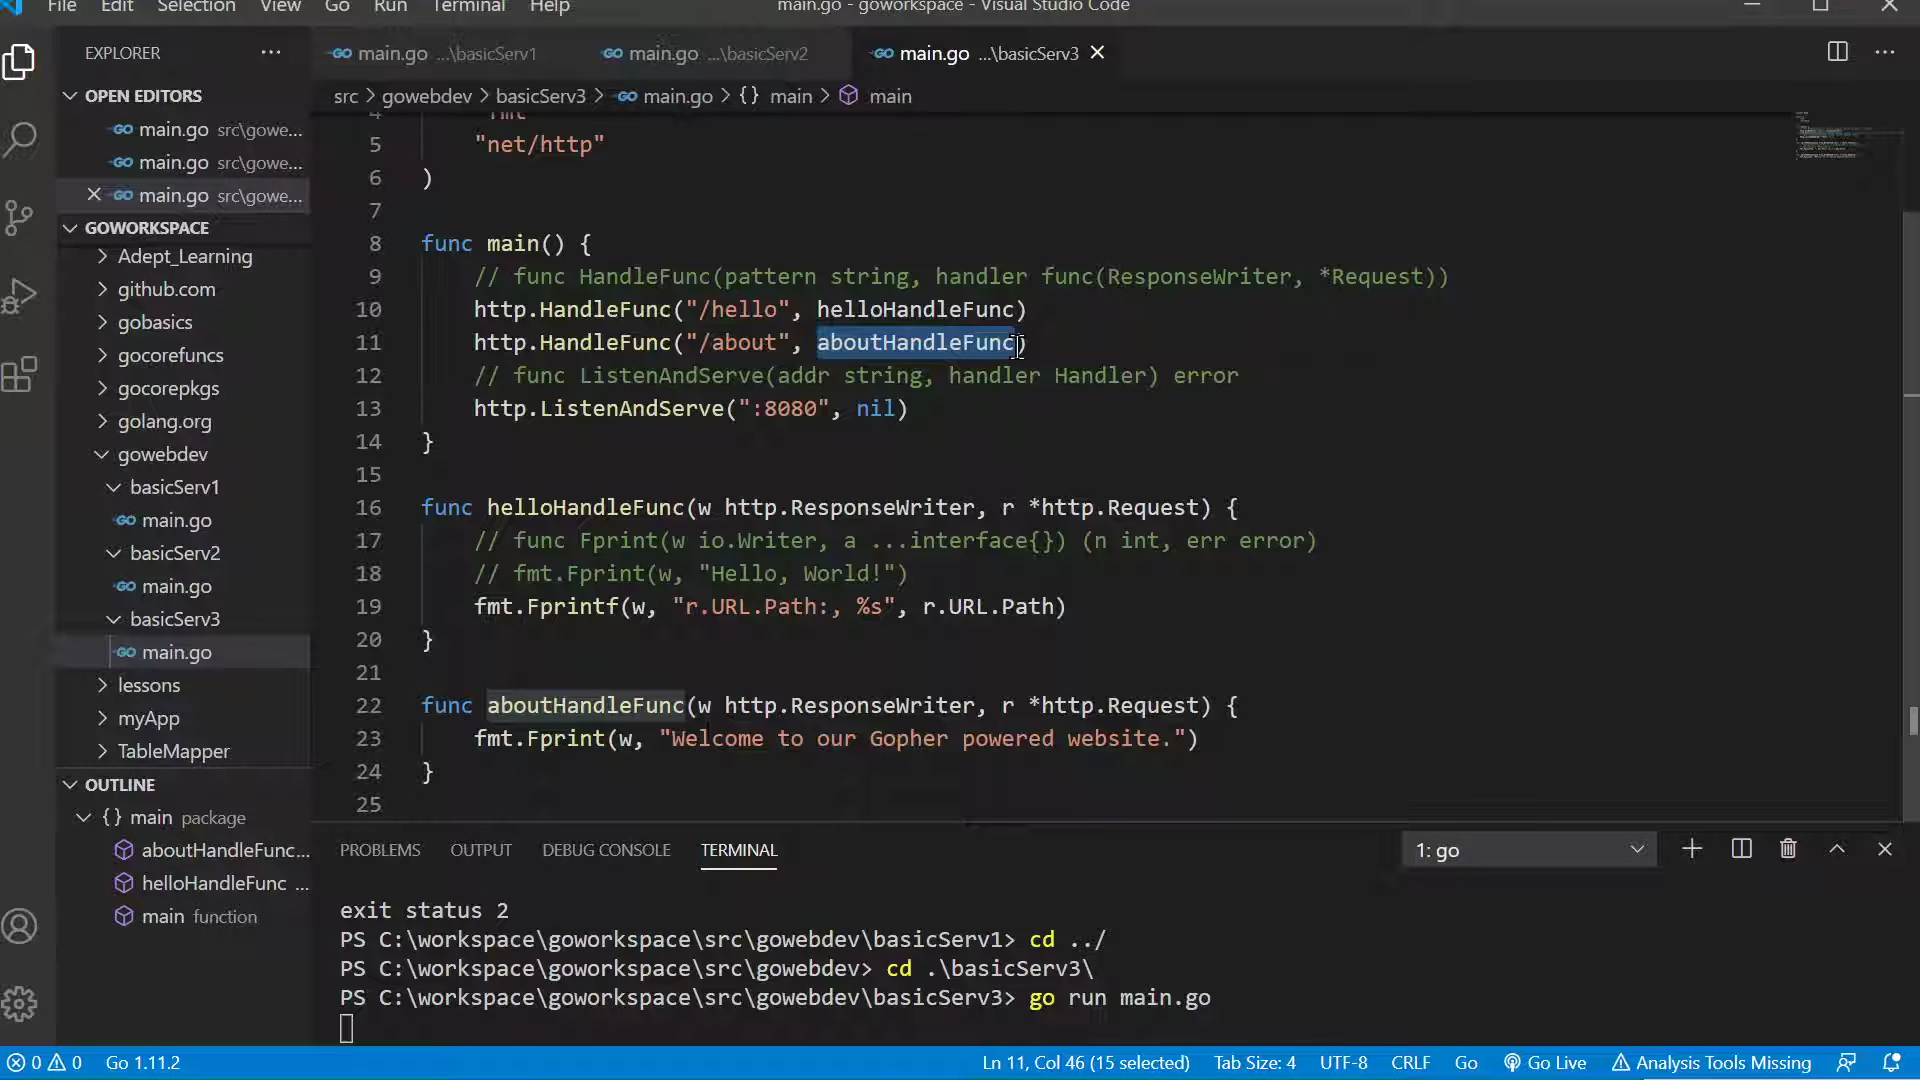 File Edit Selection View Go Run Terminal Help main.go - goworkspace - Visual Studio Code
EXPLORER
main.go ...\basicServ1 main.go ...\basicServ2 main.go ...\basicServ3
OPEN EDITORS
main.go src\gowe...
main.go src\gowe...
main.go src\gowe...
GOWORKSPACE
Adept_Learning
github.com
gobasics
gocorefuncs
gocorepkgs
golang.org
gowebdev
basicServ1
main.go
basicServ2
main.go
basicServ3
main.go
lessons
myApp
TableMapper
OUTLINE
main package
aboutHandleFunc...
helloHandleFunc ...
main function
src > gowebdev > basicServ3 > main.go > {} main > main
4 "fmt"
5 "net/http"
6 )
7
8 func main() {
9 // func HandleFunc(pattern string, handler func(ResponseWriter, *Request))
10 http.HandleFunc("/hello", helloHandleFunc)
11 http.HandleFunc("/about", aboutHandleFunc)
12 // func ListenAndServe(addr string, handler Handler) error
13 http.ListenAndServe(":8080", nil)
14 }
15
16 func helloHandleFunc(w http.ResponseWriter, r *http.Request) {
17 // func Fprint(w io.Writer, a ...interface{}) (n int, err error)
18 // fmt.Fprint(w, "Hello, World!")
19 fmt.Fprintf(w, "r.URL.Path:, %s", r.URL.Path)
20 }
21
22 func aboutHandleFunc(w http.ResponseWriter, r *http.Request) {
23 fmt.Fprint(w, "Welcome to our Gopher powered website.")
24 }
25
PROBLEMS OUTPUT DEBUG CONSOLE TERMINAL 1: go
exit status 2
PS C:\workspace\goworkspace\src\gowebdev\basicServ1> cd ../
PS C:\workspace\goworkspace\src\gowebdev> cd .\basicServ3\
PS C:\workspace\goworkspace\src\gowebdev\basicServ3> go run main.go
0 0 Go 1.11.2 Ln 11, Col 46 (15 selected) Tab Size: 4 UTF-8 CRLF Go Go Live Analysis Tools Missing